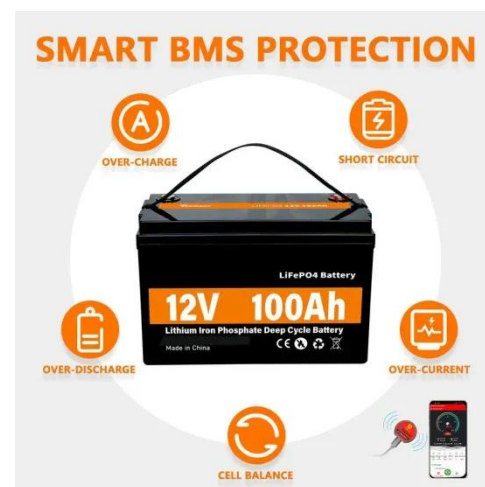 SMART BMS PROTECTION
OVER-CHARGE
SHORT CIRCUIT
LiFePO4 Battery
12V 100Ah
Lithium Iron Phosphate Deep Cycle Battery
Made in China
OVER-DISCHARGE
OVER-CURRENT
CELL BALANCE